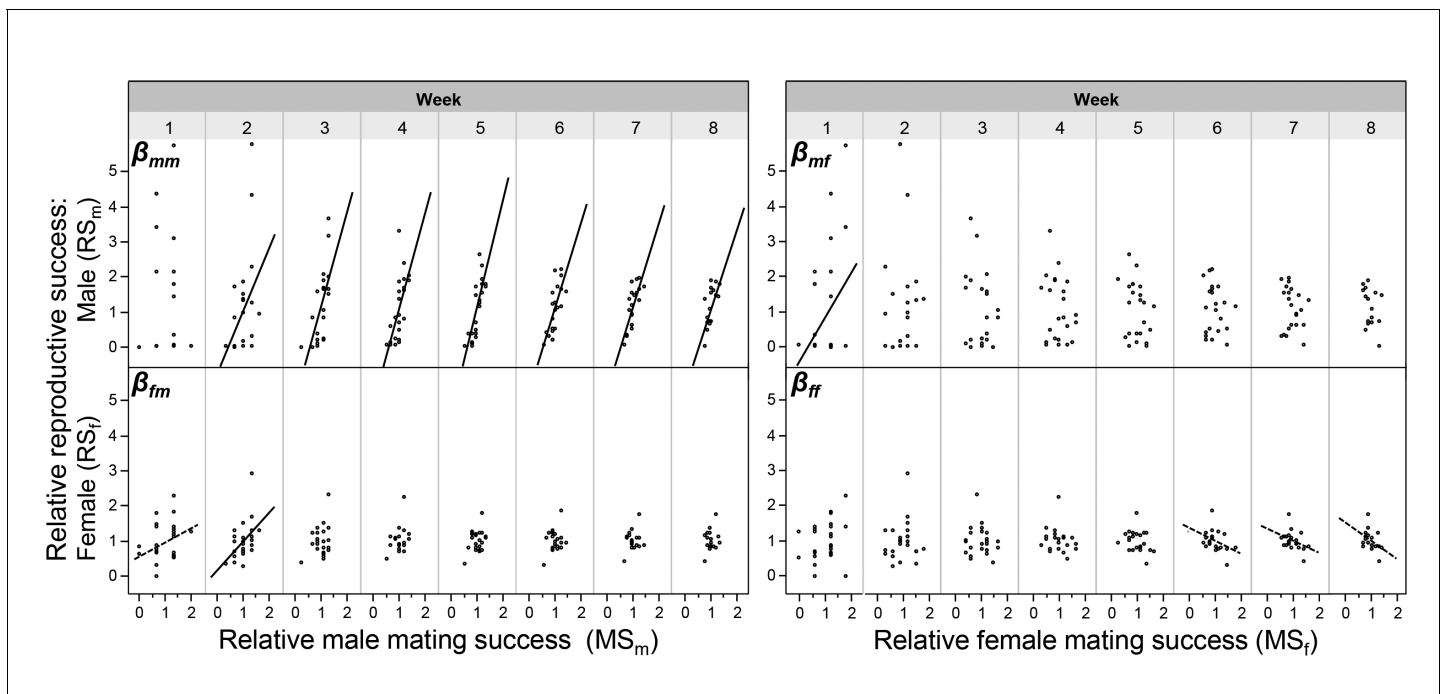 Week Week
1 2 3 4 5 6 7 8 1 2 3 4 5 6 7 8
βmm βmf
5 5
4 4
3 3
2 2
1 1
0 0
βfm βff
5 5
4 4
3 3
2 2
1 1
0 0
Relative reproductive success:
Male (RSm)
Female (RSf)
0 1 2 0 1 2 0 1 2 0 1 2 0 1 2 0 1 2 0 1 2 0 1 2 0 1 2 0 1 2 0 1 2 0 1 2 0 1 2 0 1 2 0 1 2 0 1 2
Relative male mating success (MSm) Relative female mating success (MSf)